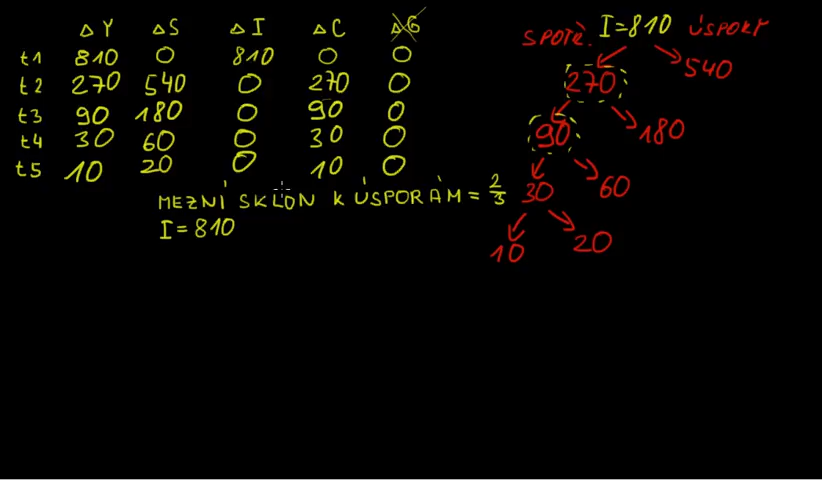 ΔY ΔS ΔI ΔC ΔG
t1 810 0 810 0 0
t2 270 540 0 270 0
t3 90 180 0 90 0
t4 30 60 0 30 0
t5 10 20 0 10 0
MEZNÍ SKLON K ÚSPORÁM = 2/3
I=810
SPOTŘ. I=810 ÚSPORY
270 540
90 180
30 60
10 20